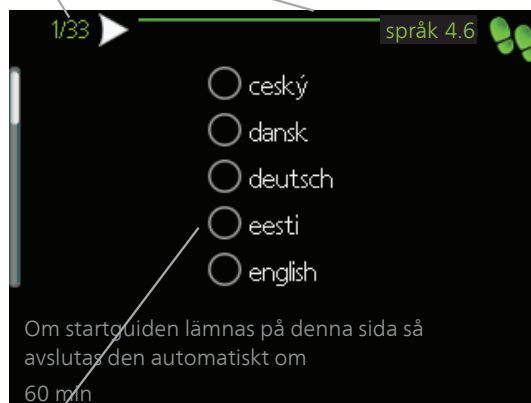 1/33
språk 4.6
ceský
dansk
deutsch
eesti
english
Om startguiden lämnas på denna sida så
avslutas den automatiskt om
60 min